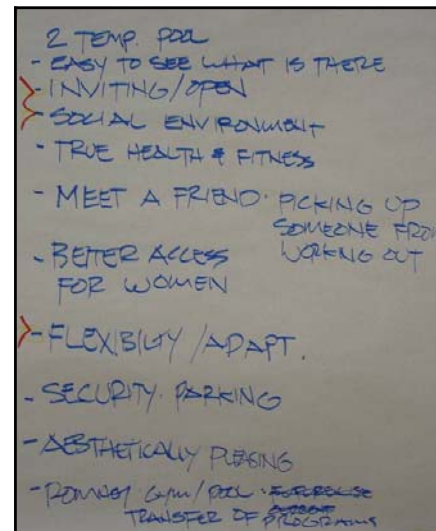 2 TEMP. POOL
- EASY TO SEE WHAT IS THERE
- INVITING/OPEN
- SOCIAL ENVIRONMENT
- TRUE HEALTH & FITNESS
- MEET A FRIEND. PICKING UP
SOMEONE FROM
WORKING OUT
- BETTER ACCESS
FOR WOMEN
- FLEXIBILITY / ADAPT.
- SECURITY. PARKING
- AESTHETICALLY PLEASING
- ROMNEY GYM/POOL.
TRANSFER OF PROGRAMS